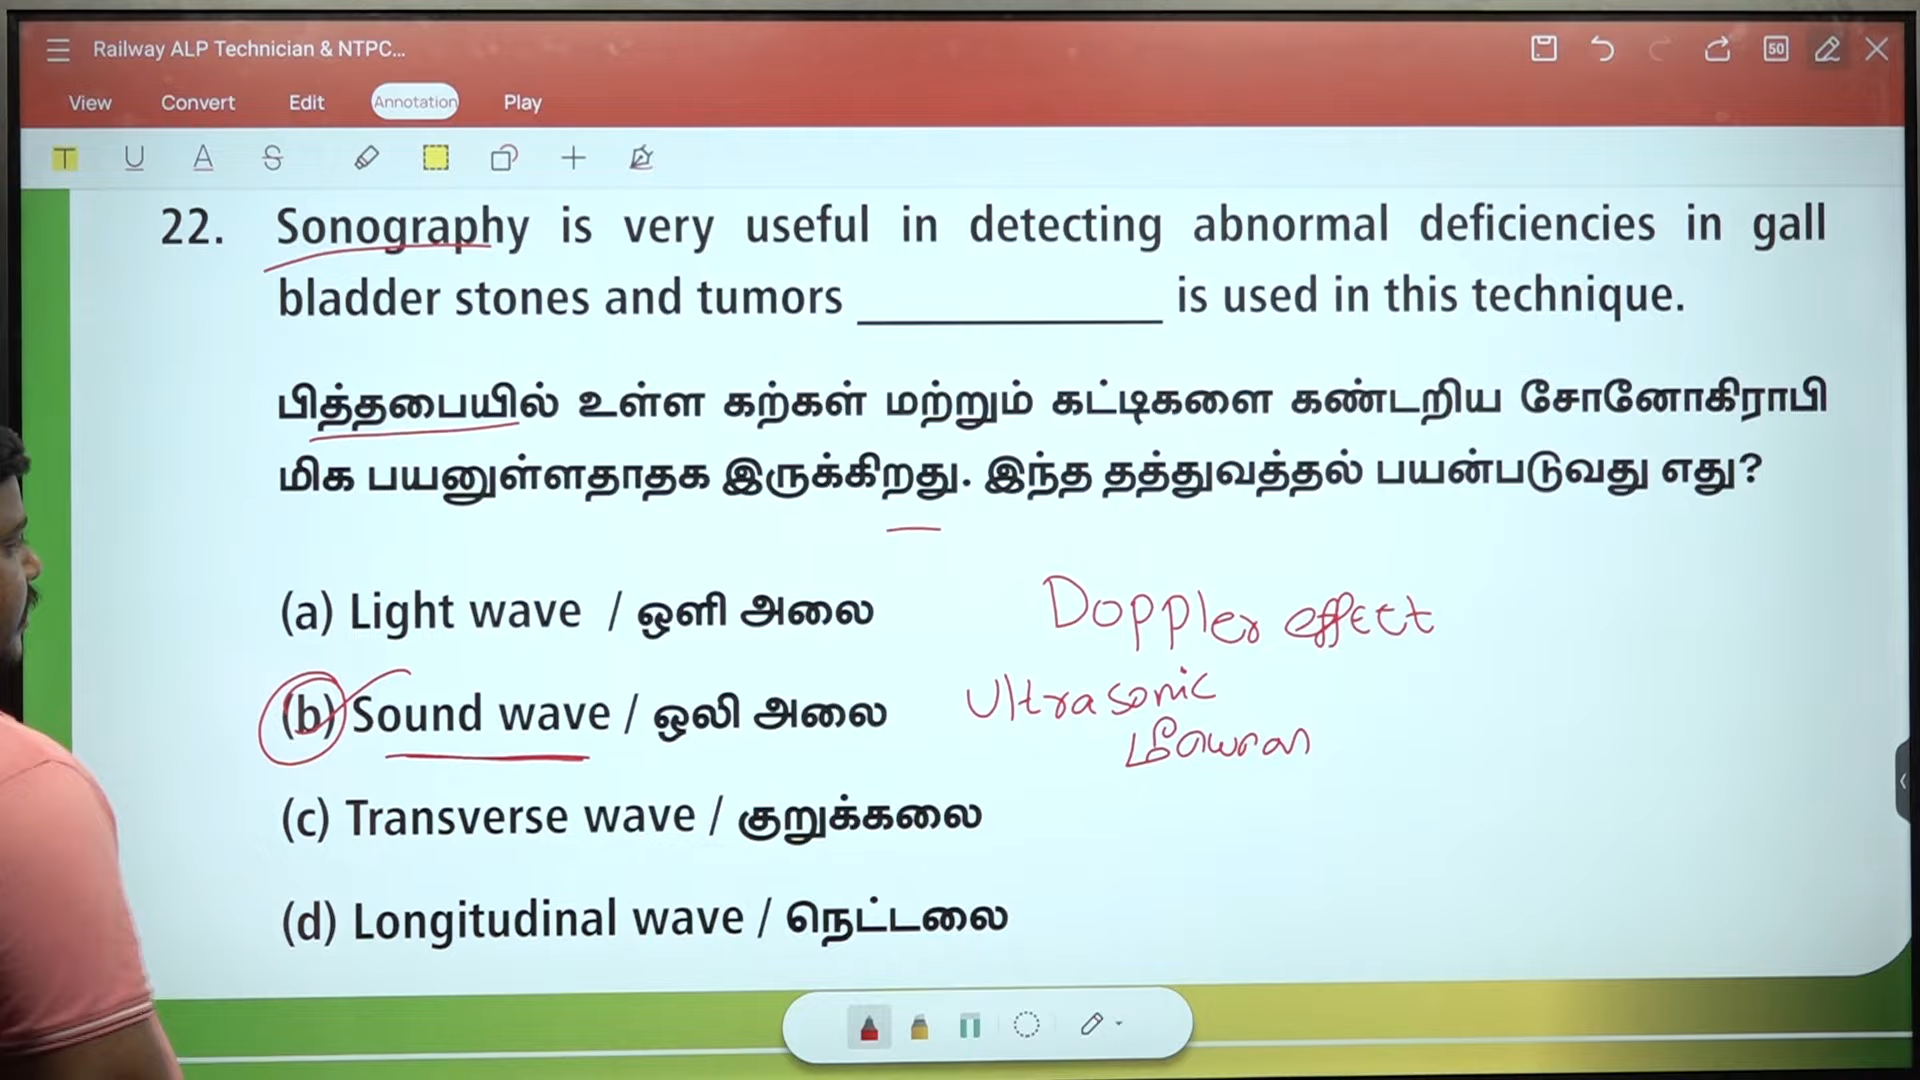 Railway ALP Technician & NTPC...
50
View Convert Edit Annotation Play
T U A S
22. Sonography is very useful in detecting abnormal deficiencies in gall
bladder stones and tumors ____________ is used in this technique.
பித்தபையில் உள்ள கற்கள் மற்றும் கட்டிகளை கண்டறிய சோனோகிராபி
மிக பயனுள்ளதாதக இருக்கிறது. இந்த தத்துவத்தல் பயன்படுவது எது?
(a) Light wave / ஒளி அலை
Doppler effect
(b) Sound wave / ஒலி அலை
Ultrasonic
மீயொலி
(c) Transverse wave / குறுக்கலை
(d) Longitudinal wave / நெட்டலை